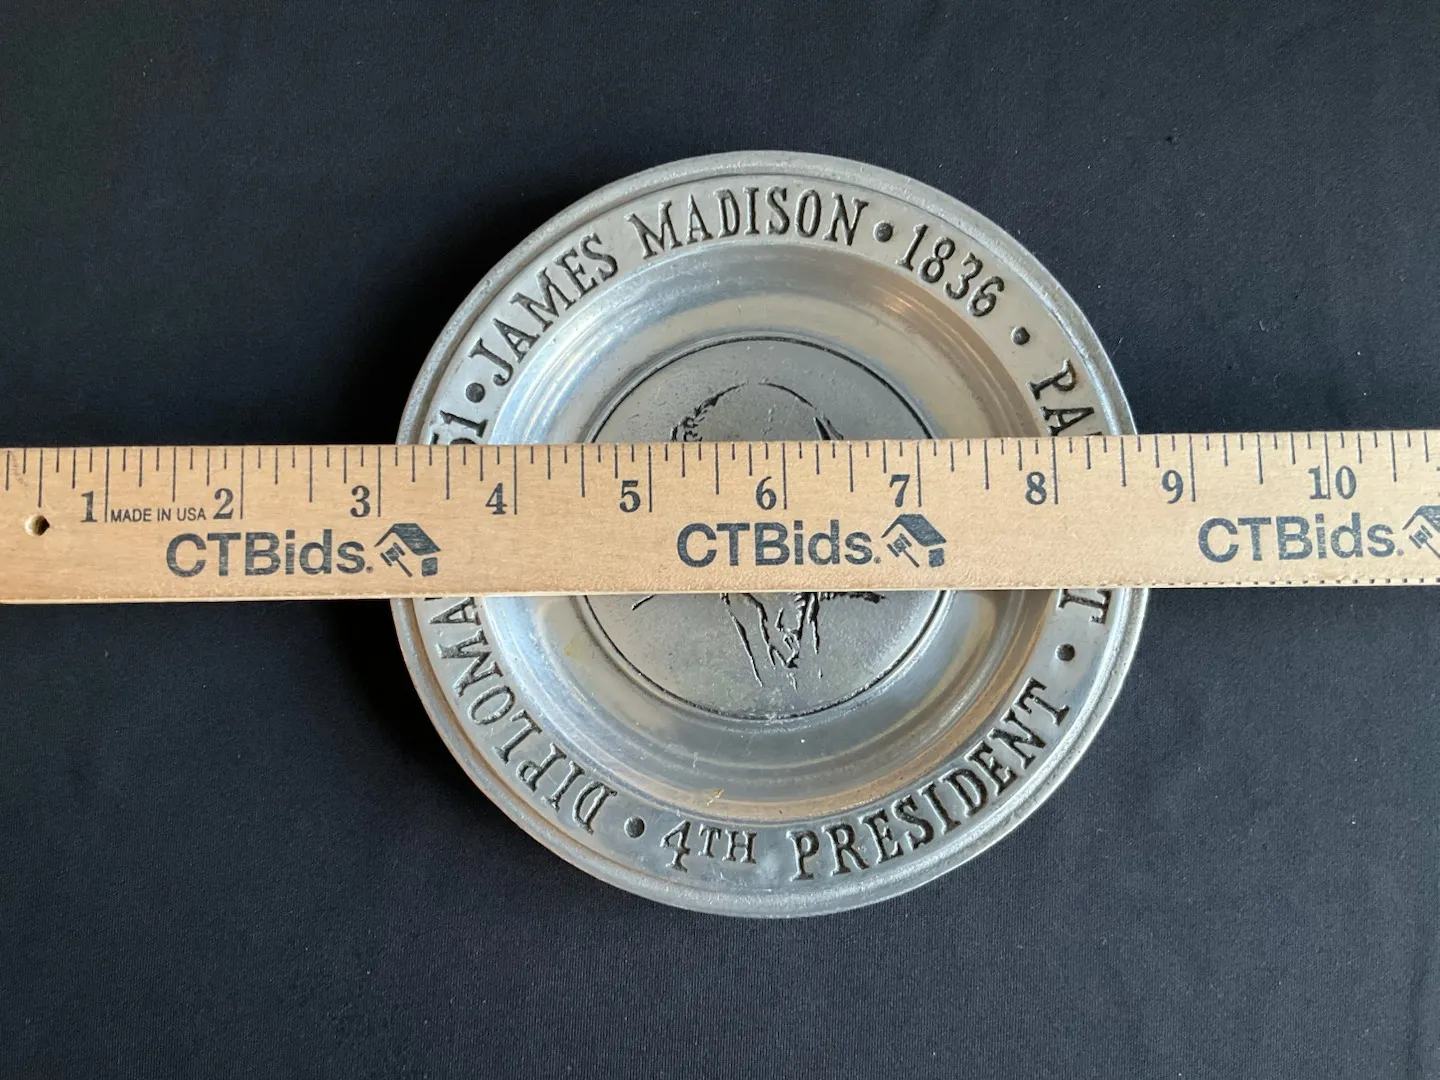 JAMES MADISON • 1836 •
1 MADE IN USA 2 3 4 5 6 7 8 9 10
CTBids. CTBids. CTBids.
• 4TH PRESIDENT •